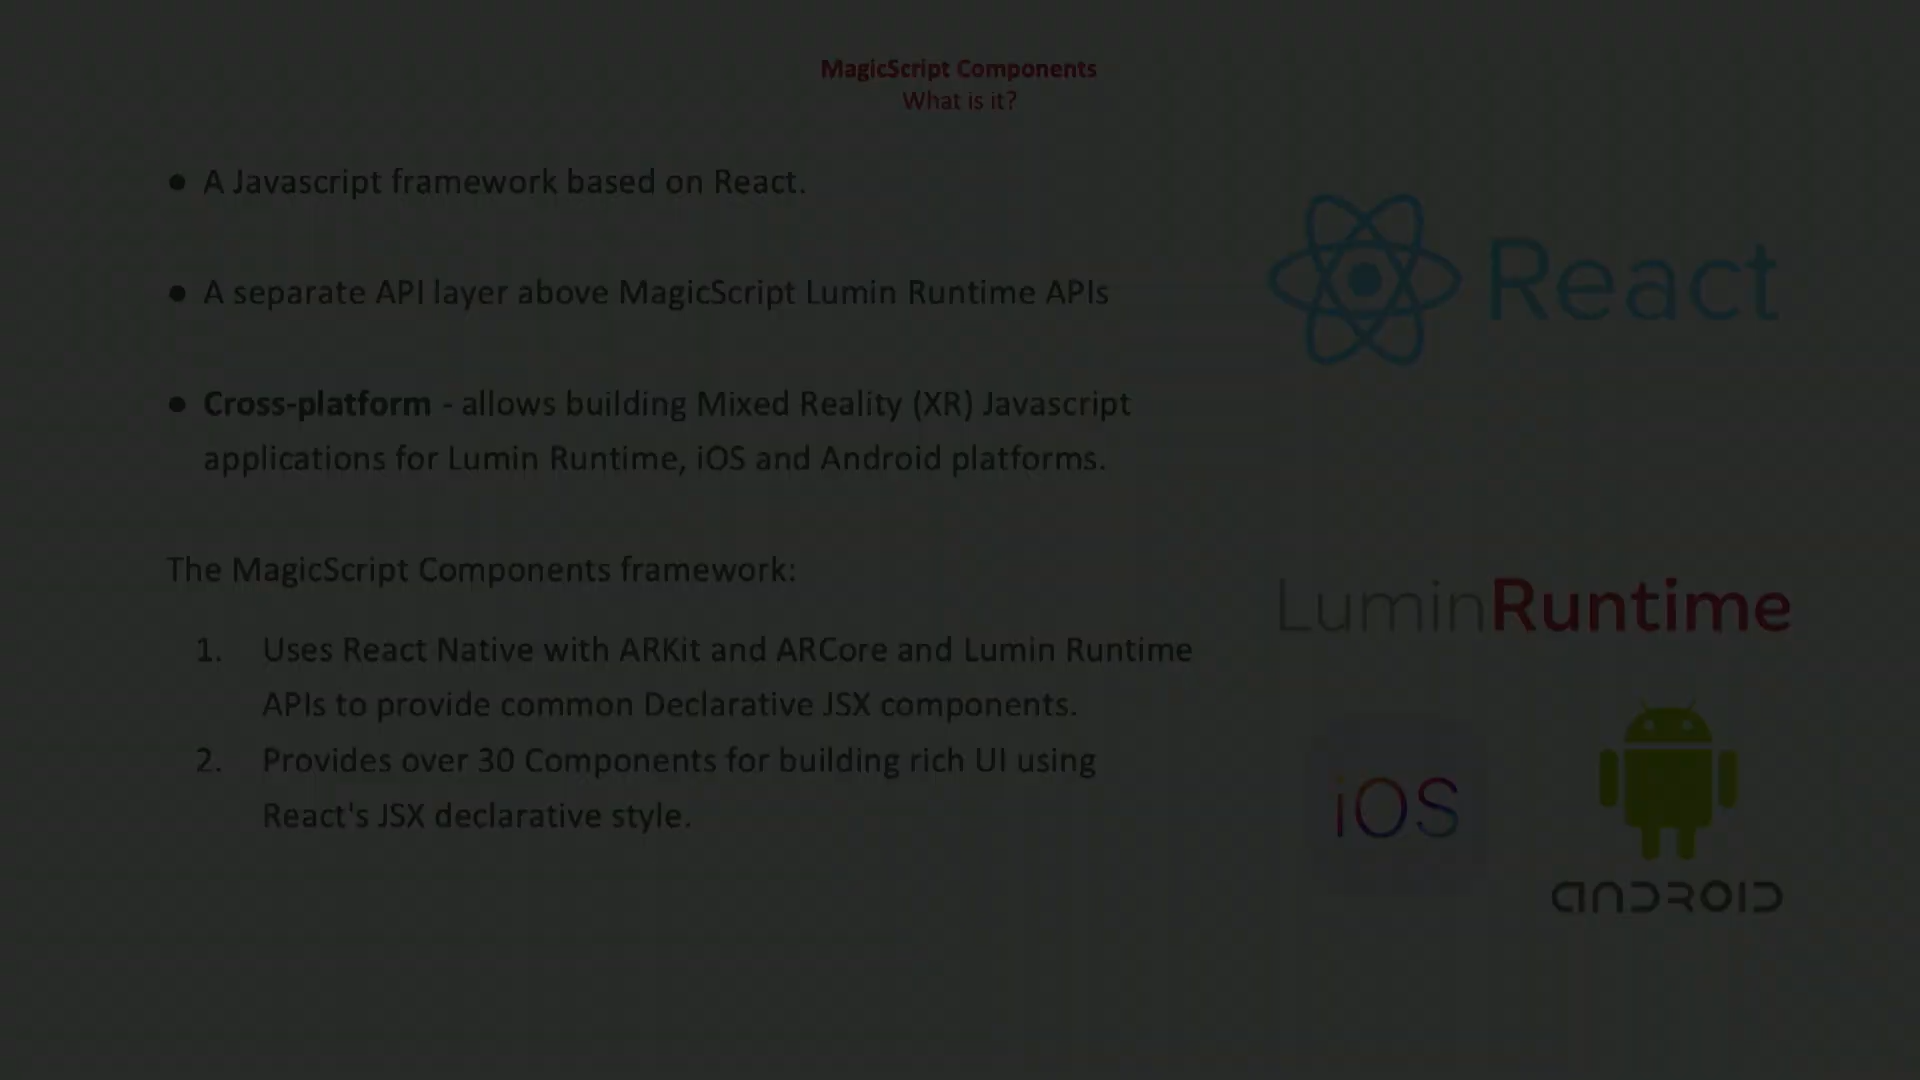 MagicScript Components
What is it?
● A Javascript framework based on React.
● A separate API layer above MagicScript Lumin Runtime APIs
● Cross-platform - allows building Mixed Reality (XR) Javascript
applications for Lumin Runtime, iOS and Android platforms.
The MagicScript Components framework:
1. Uses React Native with ARKit and ARCore and Lumin Runtime
APIs to provide common Declarative JSX components.
2. Provides over 30 Components for building rich UI using
React's JSX declarative style.
React
LuminRuntime
iOS
ANDROID